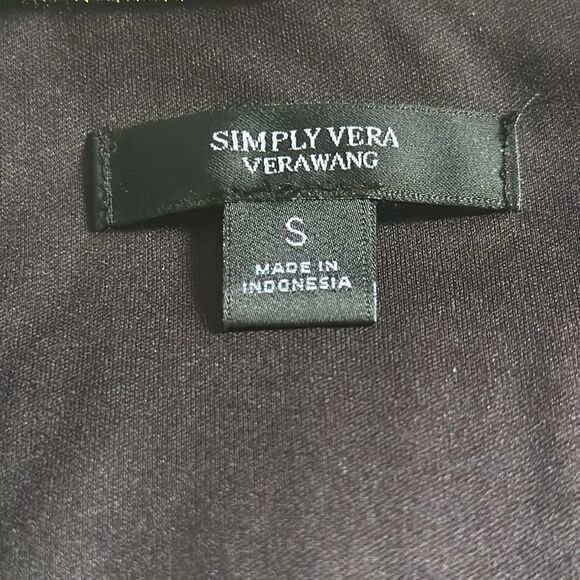 SIMPLY VERA
VERAWANG
S
MADE IN
INDONESIA